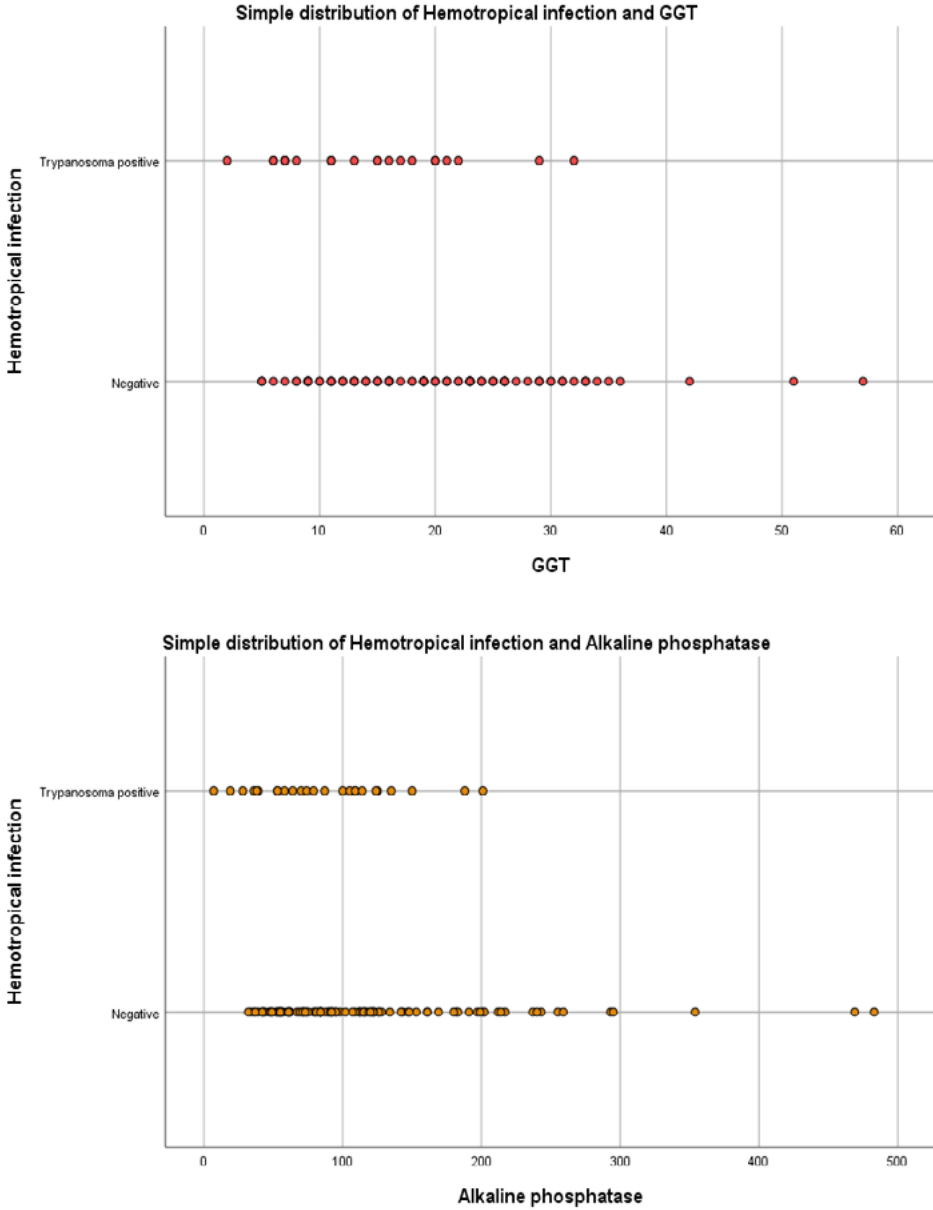 Simple distribution of Hemotropical infection and GGT
Hemotropical infection
Trypanosoma positive
Negative
0 10 20 30 40 50 60
GGT
Simple distribution of Hemotropical infection and Alkaline phosphatase
Hemotropical infection
Trypanosoma positive
Negative
0 100 200 300 400 500
Alkaline phosphatase